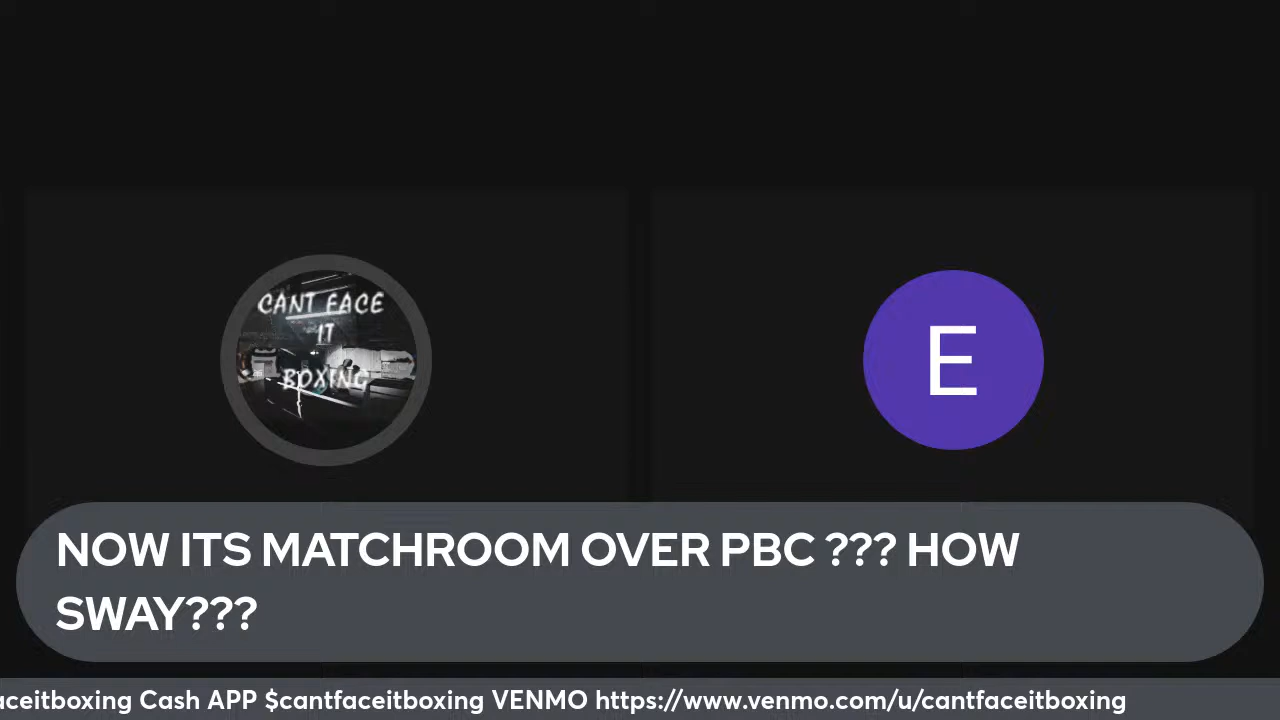 CANT FACE
IT
BOXING
E
NOW ITS MATCHROOM OVER PBC ??? HOW
SWAY???
aceitboxing Cash APP $cantfaceitboxing VENMO https://www.venmo.com/u/cantfaceitboxing